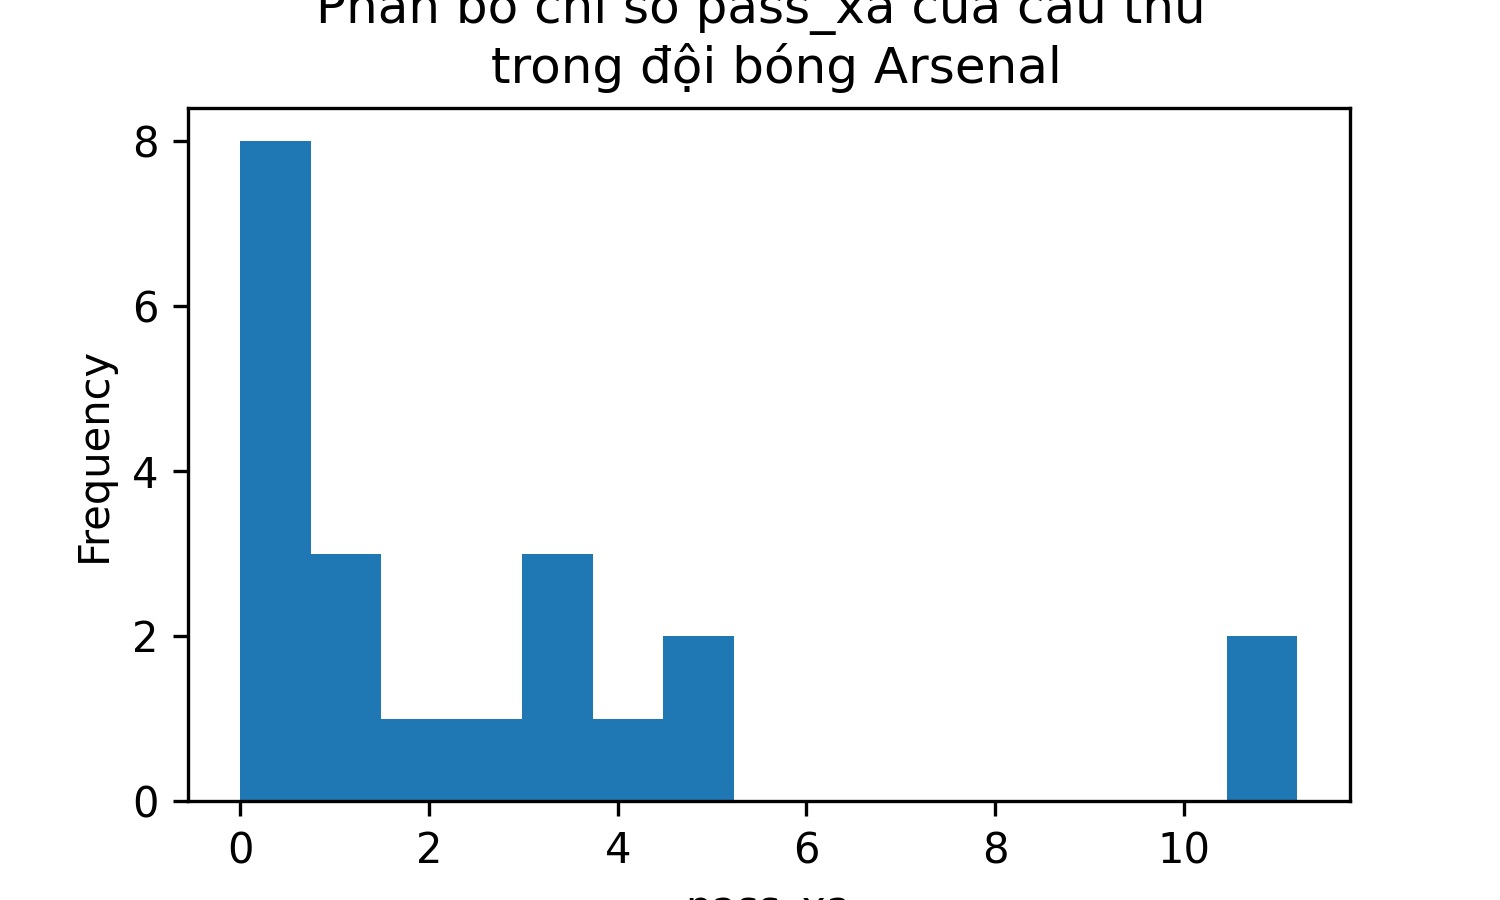 Phân bố chỉ số pass_xa của cầu thủ
trong đội bóng Arsenal
8
6
4
2
0
Frequency
0 2 4 6 8 10
pass_xa